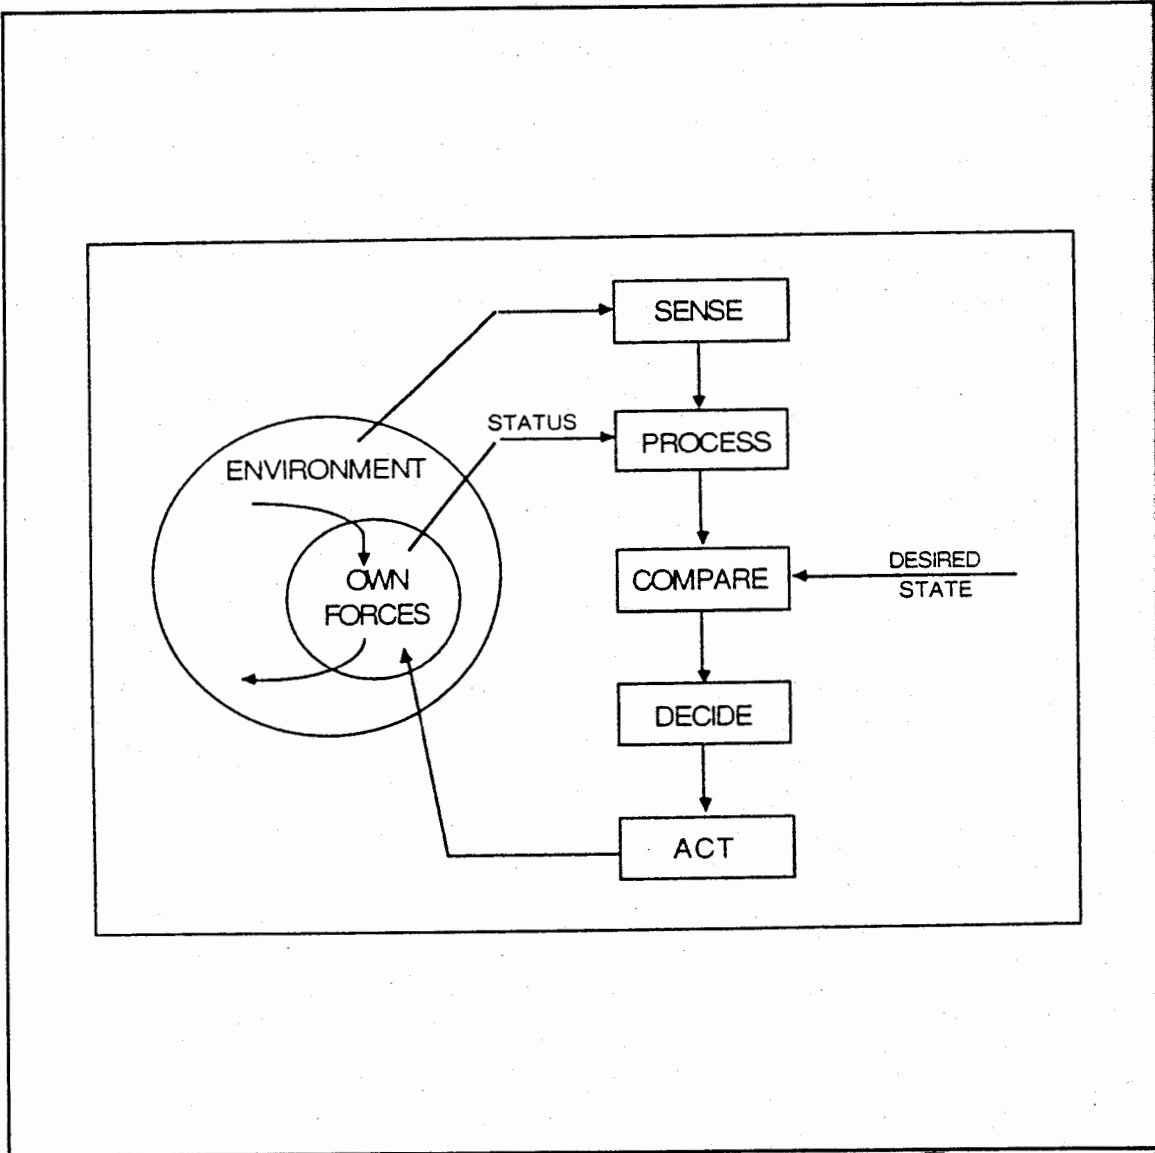 SENSE
STATUS
PROCESS
ENVIRONMENT
DESIRED
STATE
COMPARE
OWN
FORCES
DECIDE
ACT